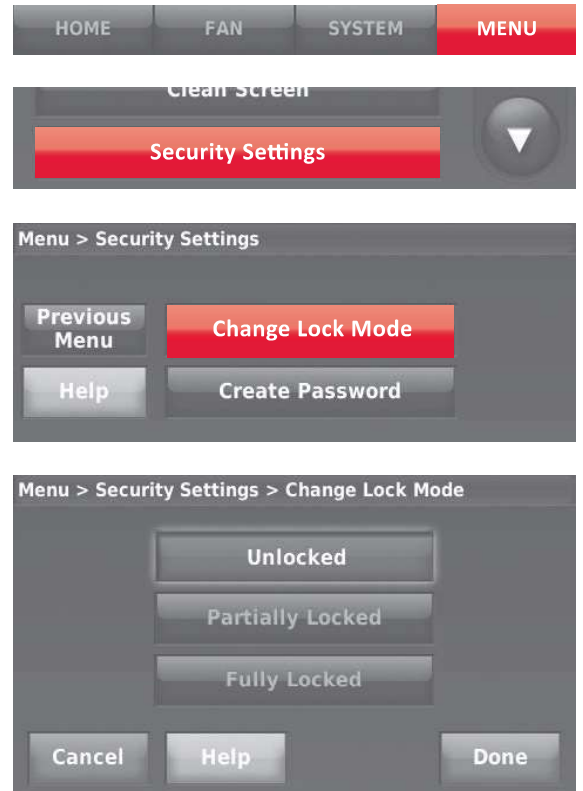 HOME FAN SYSTEM MENU
Clean Screen
Security Settings
Menu > Security Settings
Previous
Menu
Change Lock Mode
Help
Create Password
Menu > Security Settings > Change Lock Mode
Unlocked
Partially Locked
Fully Locked
Cancel Help Done